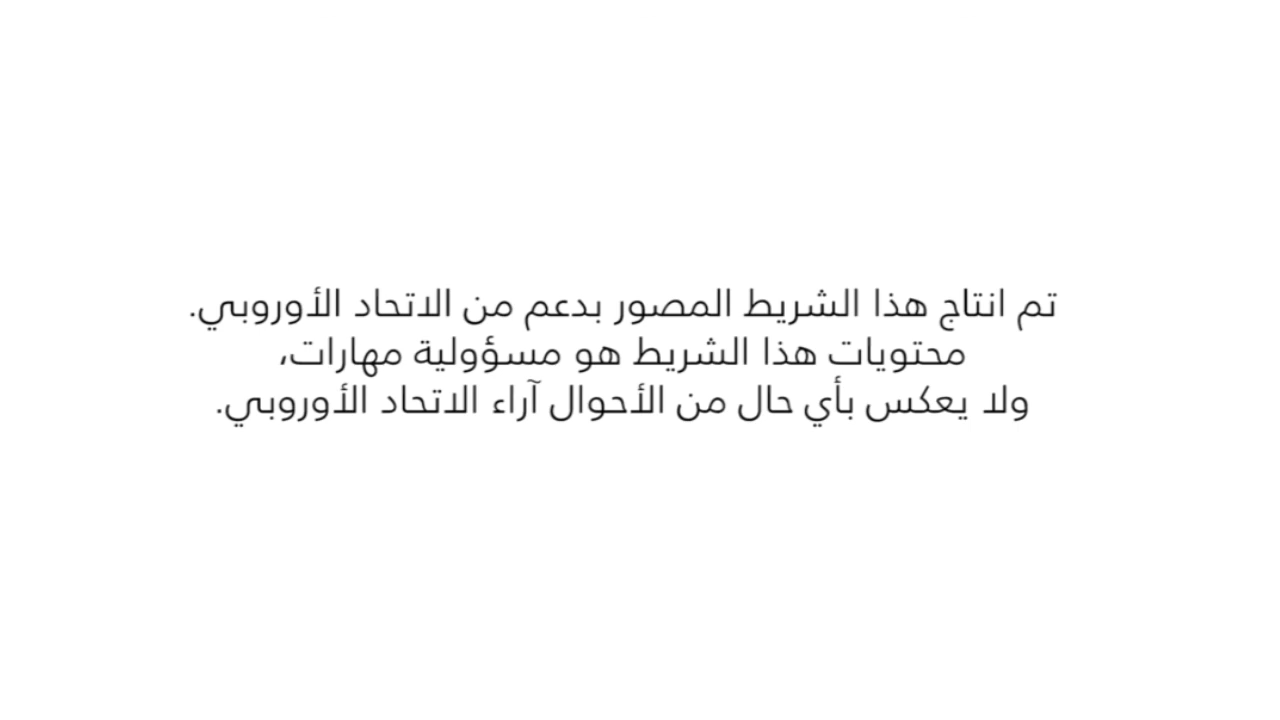 تم انتاج هذا الشريط المصور بدعم من الاتحاد الأوروبي.
محتويات هذا الشريط هو مسؤولية مهارات،
ولا يعكس بأي حال من الأحوال آراء الاتحاد الأوروبي.